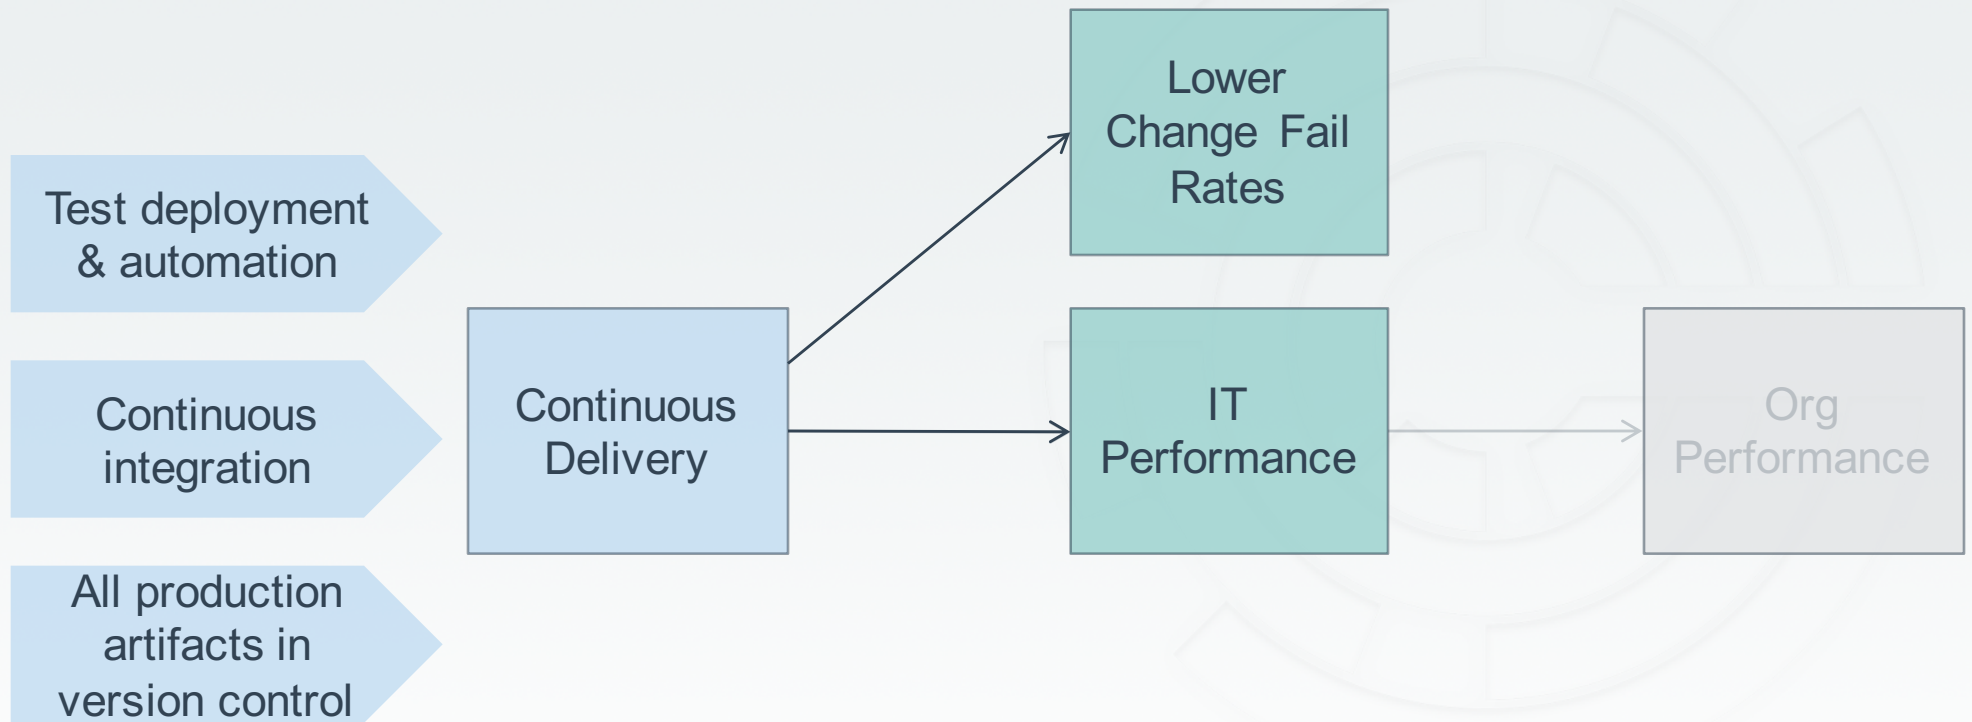 Lower
Change Fail
Rates
Test deployment
& automation
Continuous
integration
Continuous
Delivery
IT
Performance
Org
Performance
All production
artifacts in
version control